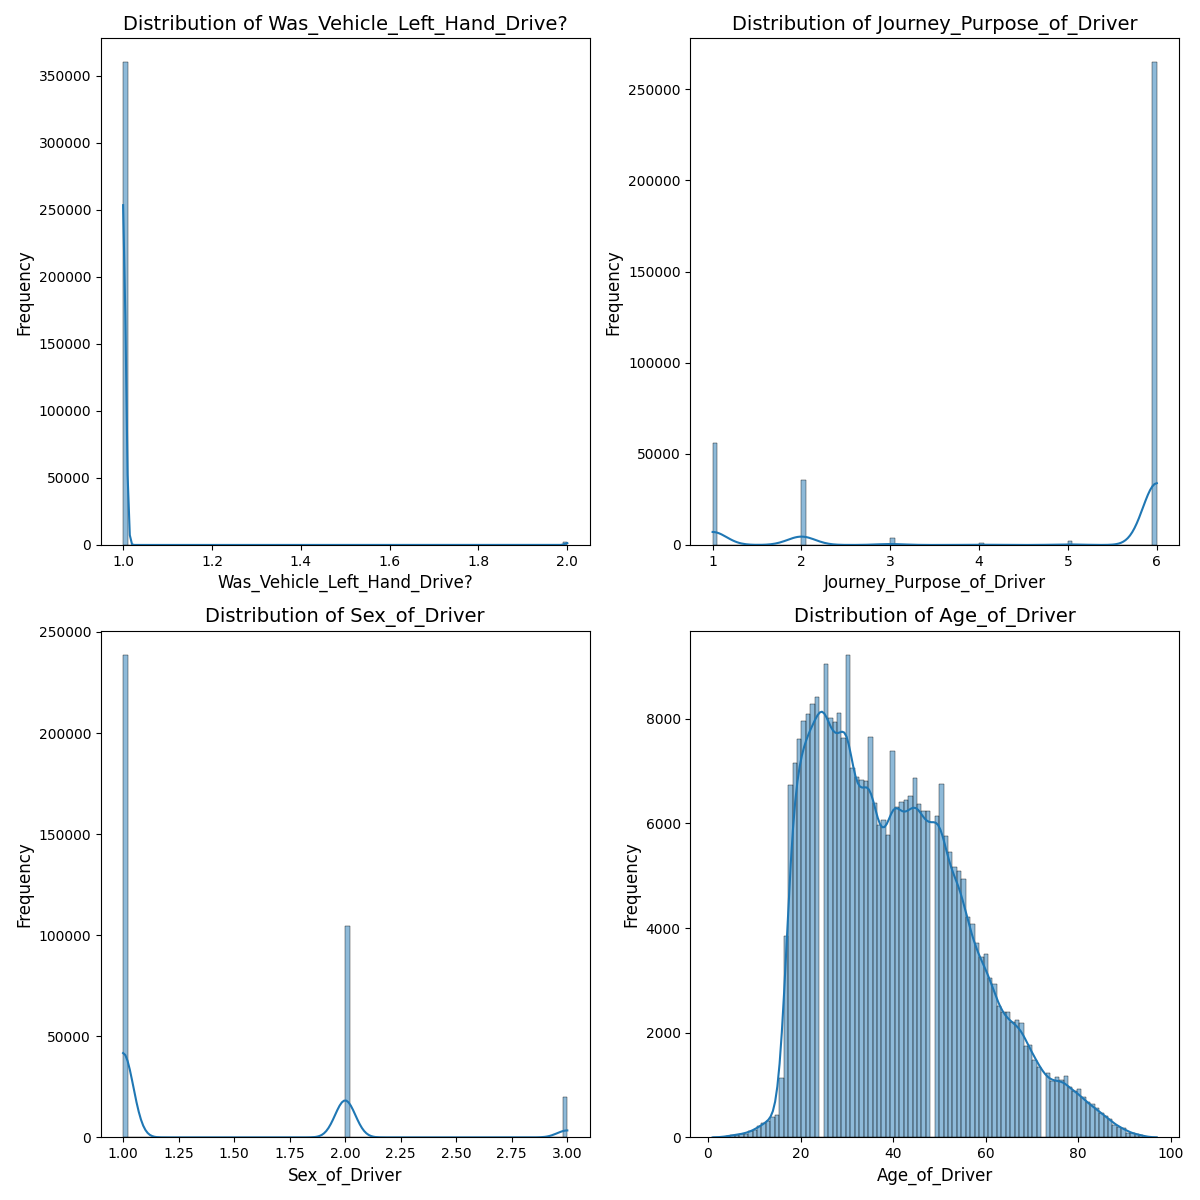 Distribution of Was_Vehicle_Left_Hand_Drive?
350000
300000
250000
200000
150000
100000
50000
0
Frequency
1.0 1.2 1.4 1.6 1.8 2.0
Was_Vehicle_Left_Hand_Drive?
Distribution of Journey_Purpose_of_Driver
250000
200000
150000
100000
50000
0
Frequency
1 2 3 4 5 6
Journey_Purpose_of_Driver
Distribution of Sex_of_Driver
250000
200000
150000
100000
50000
0
Frequency
1.00 1.25 1.50 1.75 2.00 2.25 2.50 2.75 3.00
Sex_of_Driver
Distribution of Age_of_Driver
8000
6000
4000
2000
0
Frequency
0 20 40 60 80 100
Age_of_Driver